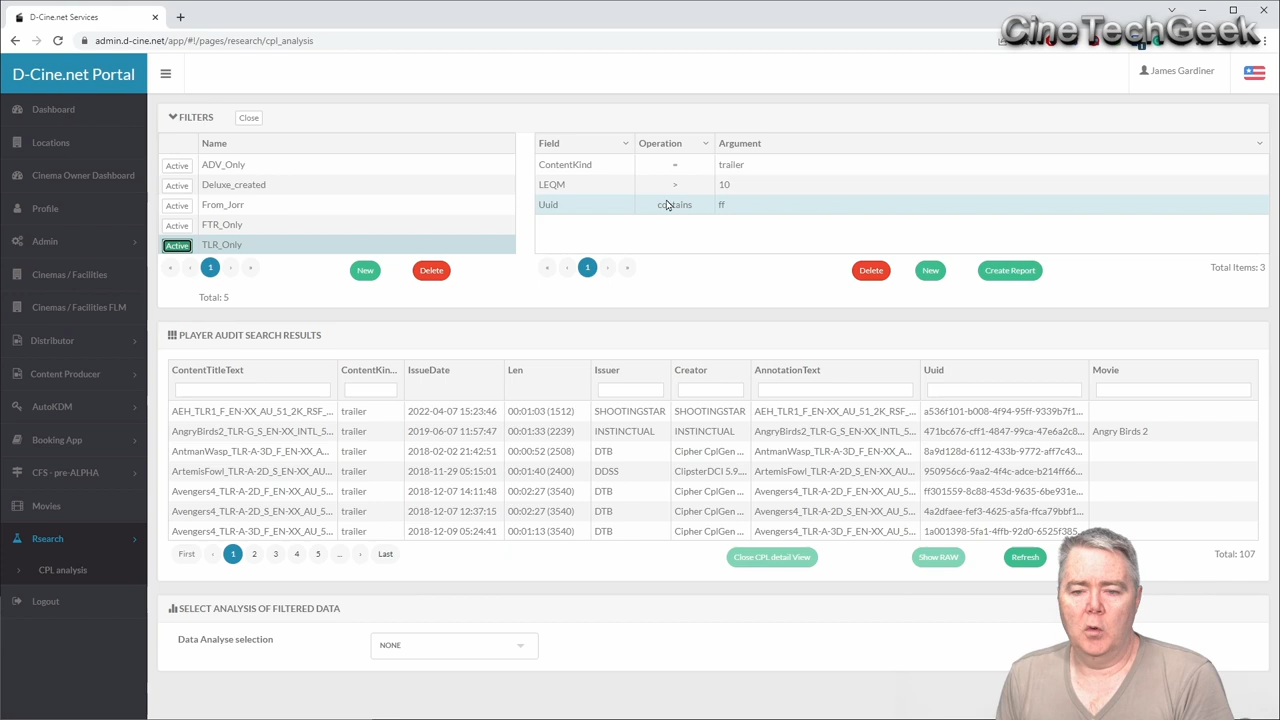 D-Cine.net Services
CineTechGeek
admin.d-cine.net/app/#!/pages/research/cpl_analysis
D-Cine.net Portal
James Gardiner
Dashboard
Locations
Cinema Owner Dashboard
Profile
Admin
Cinemas / Facilities
Cinemas / Facilities FLM
Distributor
Content Producer
AutoKDM
Booking App
CFS - pre-ALPHA
Movies
Rsearch
CPL analysis
Logout
FILTERS Close
Name
Active ADV_Only
Active Deluxe_created
Active From_Jorr
Active FTR_Only
Active TLR_Only
« ‹ 1 › »
New Delete
Total: 5
Field Operation Argument
ContentKind = trailer
LEQM > 10
Uuid contains ff
« ‹ 1 › »
Delete New Create Report
Total Items: 3
PLAYER AUDIT SEARCH RESULTS
ContentTitleText ContentKin... IssueDate Len Issuer Creator AnnotationText Uuid Movie
AEH_TLR1_F_EN-XX_AU_51_2K_RSF_... trailer 2022-04-07 15:23:46 00:01:03 (1512) SHOOTINGSTAR SHOOTINGSTAR AEH_TLR1_F_EN-XX_AU_51_2K_RSF_... a536f101-b008-4f94-95ff-9339b7f1...
AngryBirds2_TLR-G_S_EN-XX_INTL_5... trailer 2019-06-07 11:57:47 00:01:33 (2239) INSTINCTUAL INSTINCTUAL AngryBirds2_TLR-G_S_EN-XX_INTL_5... 471bc676-cff1-4847-99ca-47e6a2c8... Angry Birds 2
AntmanWasp_TLR-A-3D_F_EN-XX_A... trailer 2018-02-02 21:42:51 00:00:52 (2508) DTB Cipher CplGen ... AntmanWasp_TLR-A-3D_F_EN-XX_A... 8a9d128d-6112-433b-9772-aff7c43...
ArtemisFowl_TLR-A-2D_S_EN-XX_AU... trailer 2018-11-29 00:15:53 00:01:40 (2400) DDSS ClipsterDCI 5.9.... ArtemisFowl_TLR-A-2D_S_EN-XX_AU... 950956c6-9aa2-4f4c-adce-b214ff66...
Avengers4_TLR-A-2D_F_EN-XX_AU_5... trailer 2018-12-07 14:11:48 00:02:27 (3540) DTB Cipher CplGen ... Avengers4_TLR-A-2D_F_EN-XX_AU_5... ff301559-8c88-453d-9635-6be931e...
Avengers4_TLR-A-2D_S_EN-XX_AU_5... trailer 2018-12-07 12:37:15 00:02:27 (3540) DTB Cipher CplGen ... Avengers4_TLR-A-2D_S_EN-XX_AU_5... 4a2dfaee-fef3-4625-a5fa-ffca79bbf1...
Avengers4_TLR-A-3D_F_EN-XX_AU_5... trailer 2018-12-09 05:24:41 00:01:13 (3540) DTB Cipher CplGen ... Avengers4_TLR-A-3D_F_EN-XX_AU_5... 1a001398-5fa1-4ffb-92d0-6525f385...
First ‹ 1 2 3 4 5 ... › Last
Close CPL detail View Show RAW Refresh
Total: 107
SELECT ANALYSIS OF FILTERED DATA
Data Analyse selection NONE